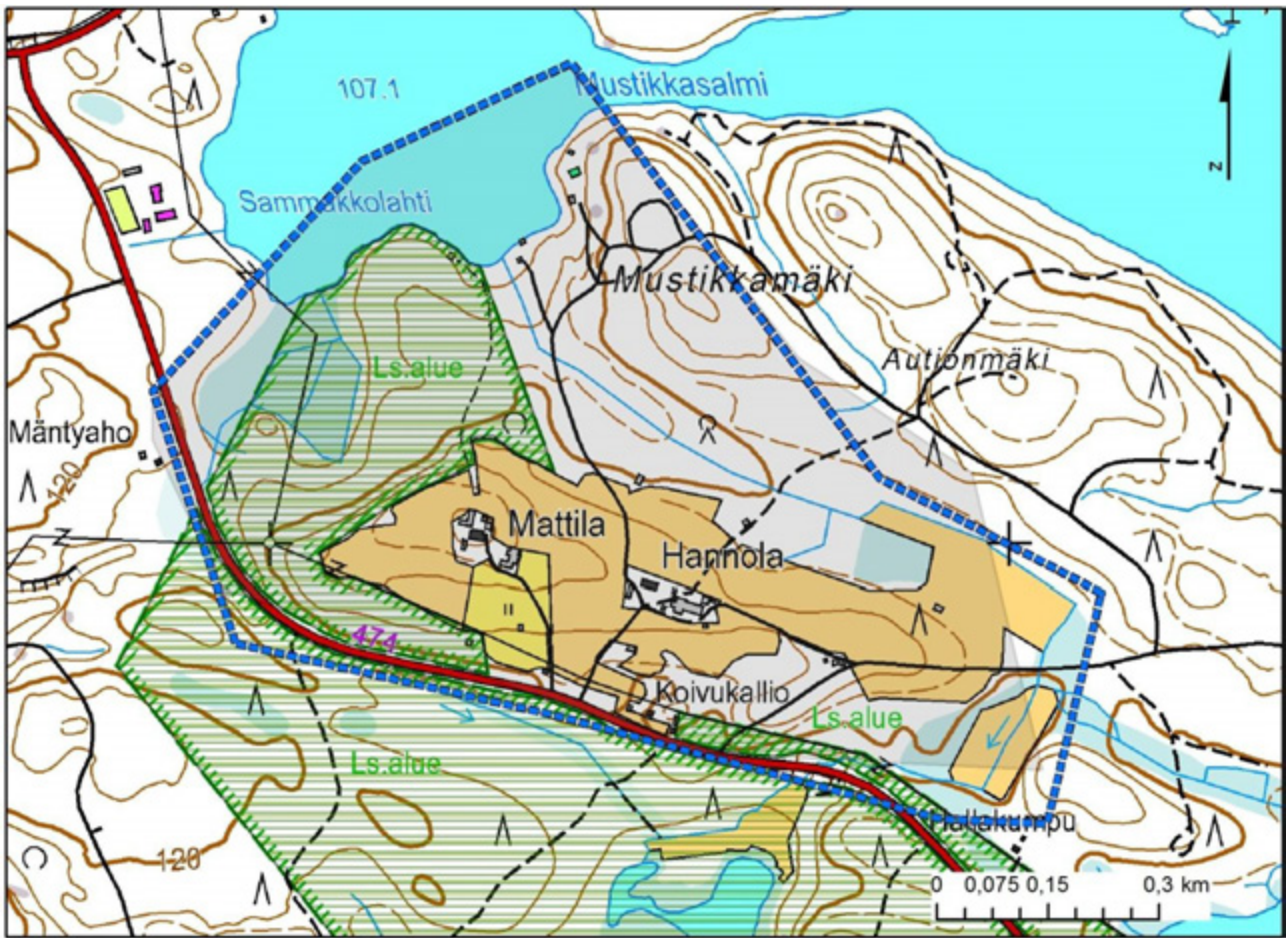 107.1
Mustikkasalmi
N
Sammakkolahti
Mustikkamäki
Autionmäki
Ls.alue
Mäntyaho
120
Mattila
Hannola
474
Koivukallio
Ls.alue
Ls.alue
Hallakumpu
120
0 0,075 0,15 0,3 km